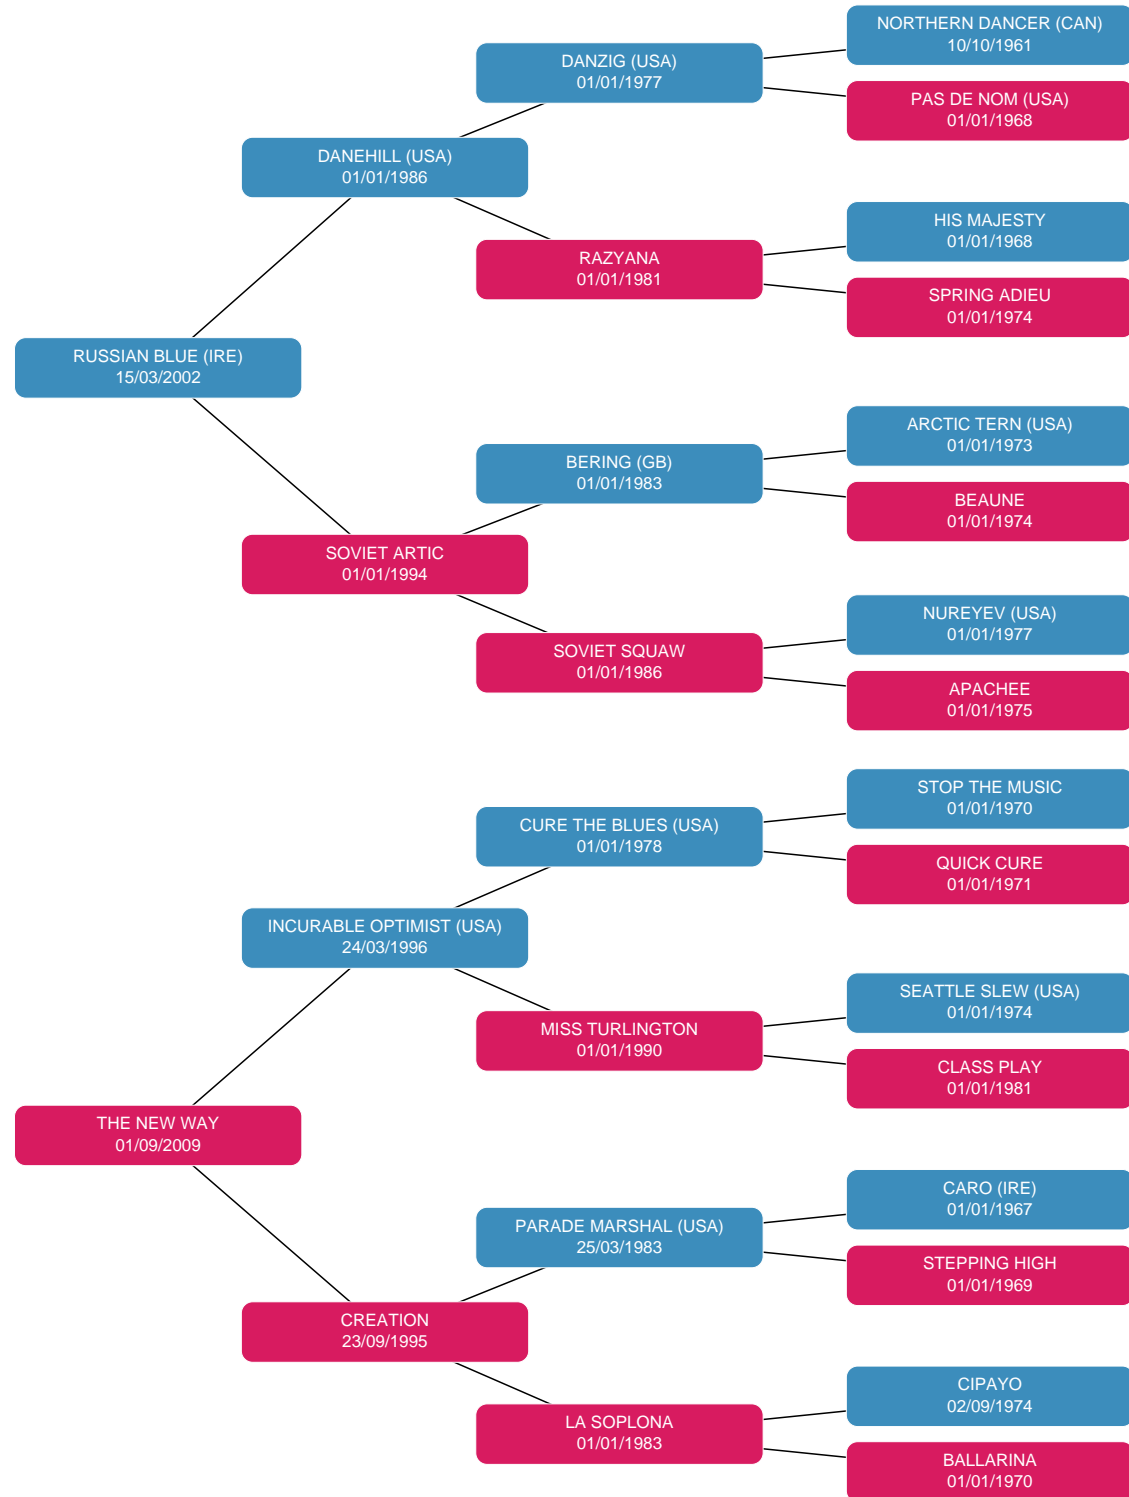 NORTHERN DANCER (CAN)
10/10/1961
DANZIG (USA)
01/01/1977
PAS DE NOM (USA)
01/01/1968
DANEHILL (USA)
01/01/1986
HIS MAJESTY
01/01/1968
RAZYANA
01/01/1981
SPRING ADIEU
01/01/1974
RUSSIAN BLUE (IRE)
15/03/2002
ARCTIC TERN (USA)
01/01/1973
BERING (GB)
01/01/1983
BEAUNE
01/01/1974
SOVIET ARTIC
01/01/1994
NUREYEV (USA)
01/01/1977
SOVIET SQUAW
01/01/1986
APACHEE
01/01/1975
STOP THE MUSIC
01/01/1970
CURE THE BLUES (USA)
01/01/1978
QUICK CURE
01/01/1971
INCURABLE OPTIMIST (USA)
24/03/1996
SEATTLE SLEW (USA)
01/01/1974
MISS TURLINGTON
01/01/1990
CLASS PLAY
01/01/1981
THE NEW WAY
01/09/2009
CARO (IRE)
01/01/1967
PARADE MARSHAL (USA)
25/03/1983
STEPPING HIGH
01/01/1969
CREATION
23/09/1995
CIPAYO
02/09/1974
LA SOPLONA
01/01/1983
BALLARINA
01/01/1970